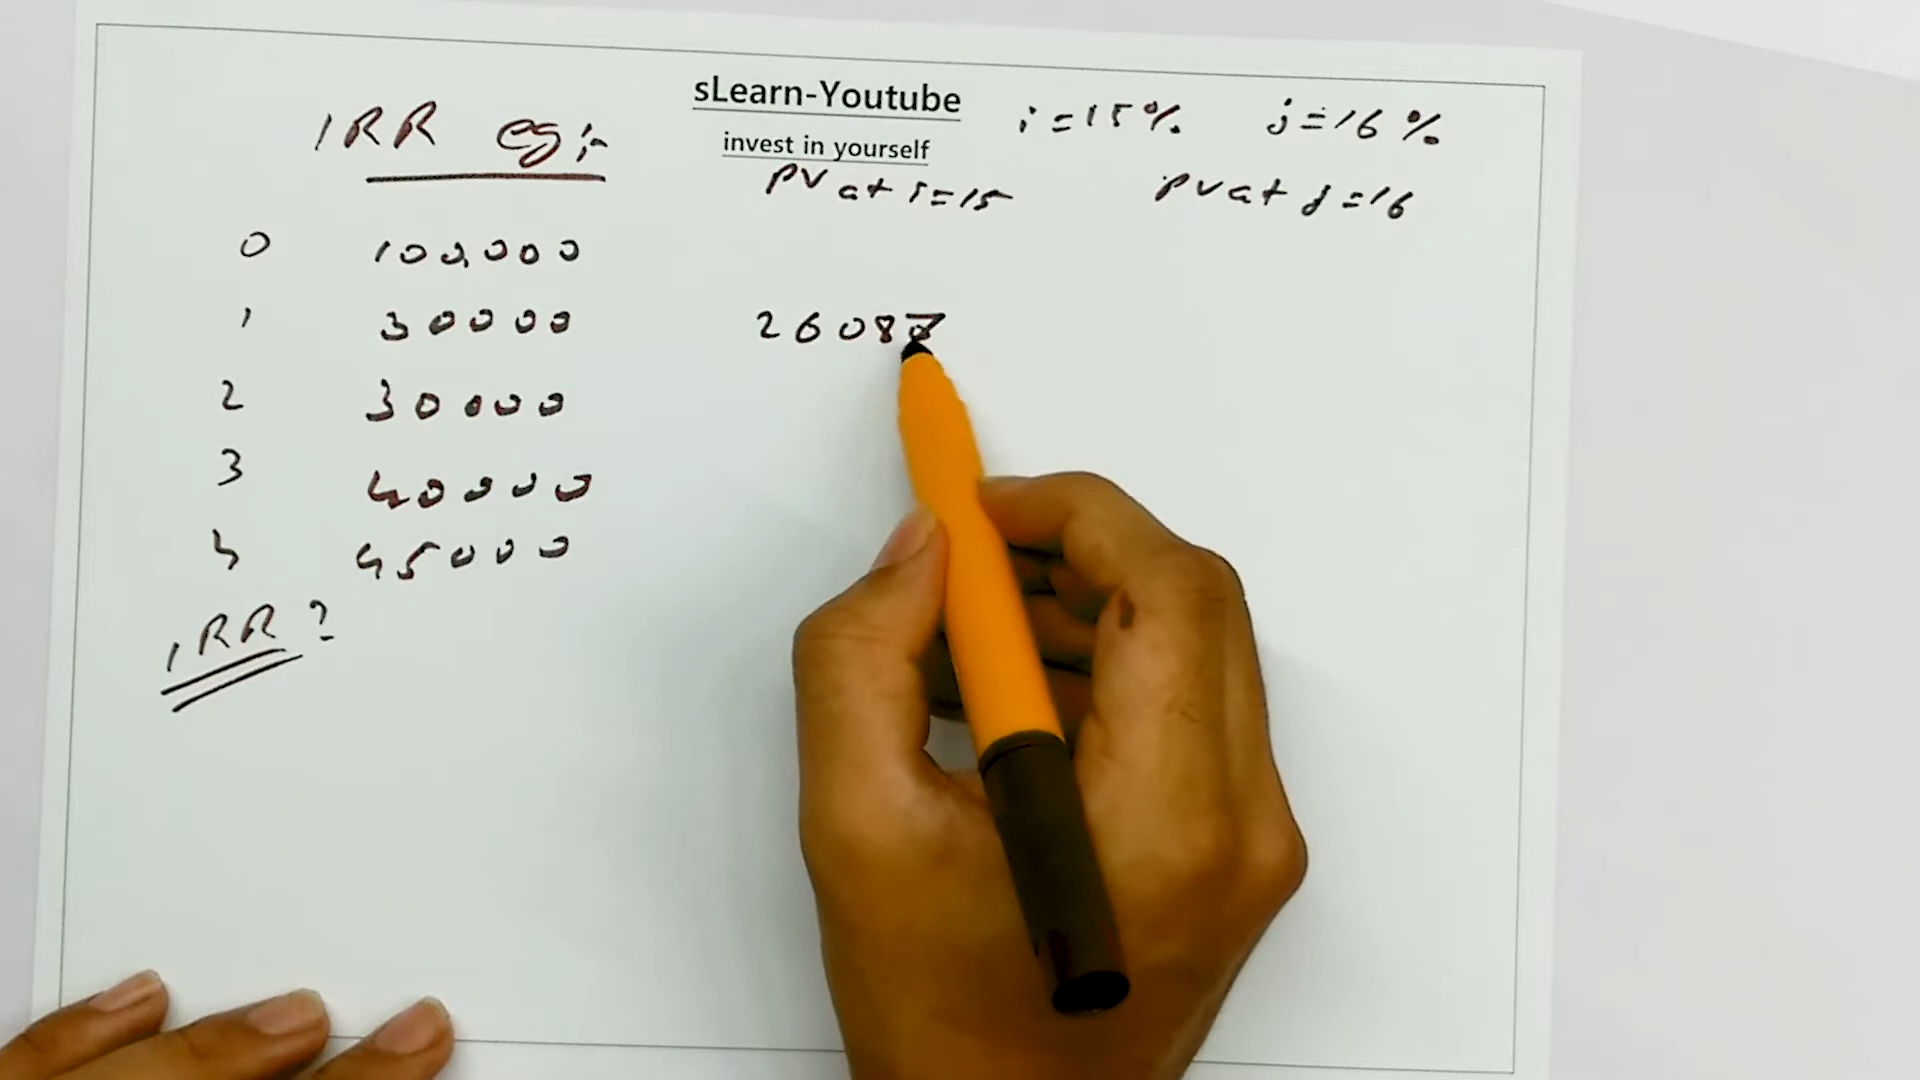 IRR eg:-
sLearn-Youtube
invest in yourself
i=15% j=16%
PV at i=15 PV at j=16
0 100,000
1 30000 26087
2 30000
3 40000
4 45000
IRR?